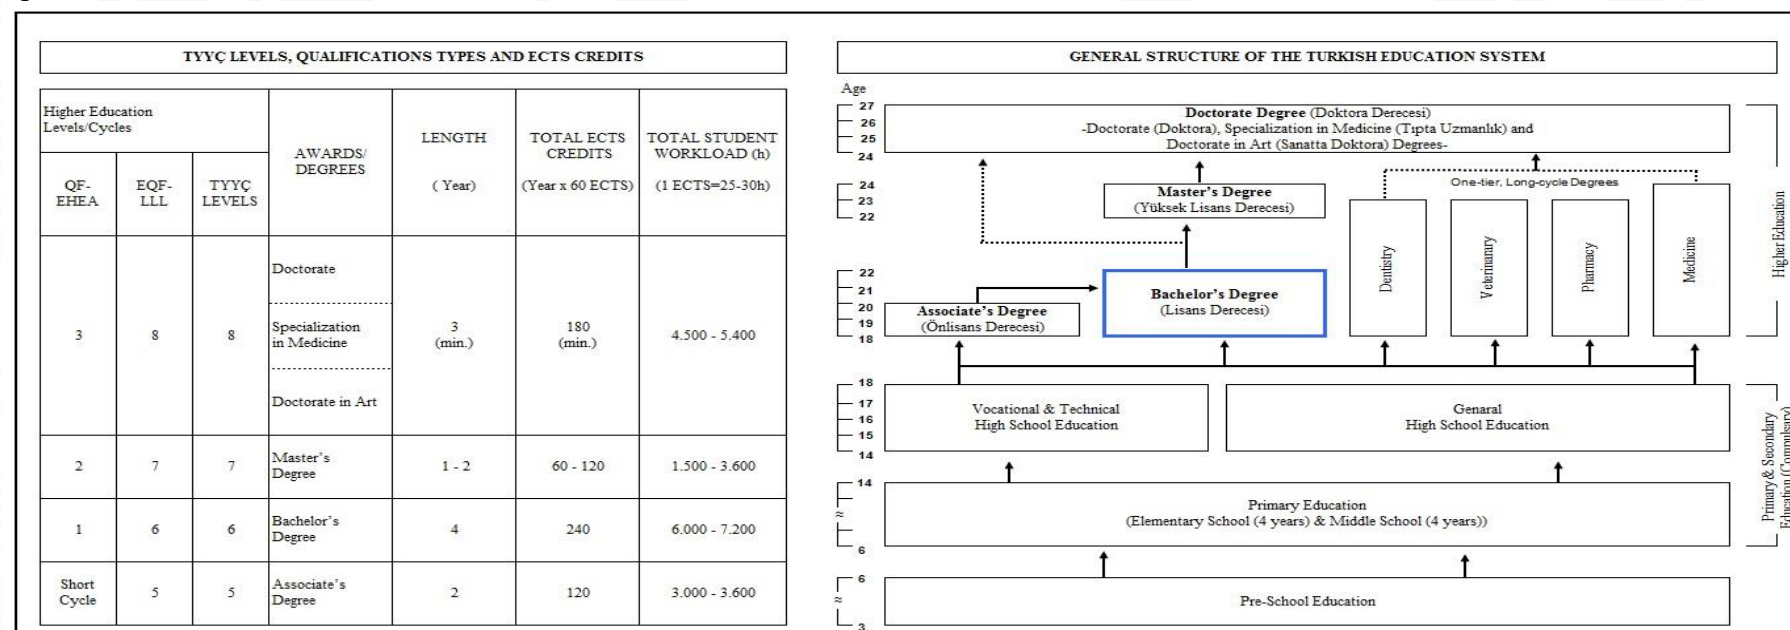 TYYÇ LEVELS, QUALIFICATIONS TYPES AND ECTS CREDITS
Higher Education
Levels/Cycles
QF-
EHEA
EQF-
LLL
TYYÇ
LEVELS
AWARDS/
DEGREES
LENGTH
( Year)
TOTAL ECTS
CREDITS
(Year x 60 ECTS)
TOTAL STUDENT
WORKLOAD (h)
(1 ECTS=25-30h)
3
8
8
Doctorate
Specialization
in Medicine
Doctorate in Art
3
(min.)
180
(min.)
4.500 - 5.400
2
7
7
Master's
Degree
1 - 2
60 - 120
1.500 - 3.600
1
6
6
Bachelor's
Degree
4
240
6.000 - 7.200
Short
Cycle
5
5
Associate's
Degree
2
120
3.000 - 3.600
GENERAL STRUCTURE OF THE TURKISH EDUCATION SYSTEM
Age
27
26
25
24
Doctorate Degree (Doktora Derecesi)
-Doctorate (Doktora), Specialization in Medicine (Tıpta Uzmanlık) and
Doctorate in Art (Sanatta Doktora) Degrees-
24
23
22
Master's Degree
(Yüksek Lisans Derecesi)
One-tier, Long-cycle Degrees
22
21
20
19
18
Associate's Degree
(Önlisans Derecesi)
Bachelor's Degree
(Lisans Derecesi)
Dentistry
Veterinary
Pharmacy
Medicine
Higher Education
18
17
16
15
14
Vocational & Technical
High School Education
Genaral
High School Education
14
≈
6
Primary Education
(Elementary School (4 years) & Middle School (4 years))
Primary & Secondary
Education (Compulsary)
6
≈
3
Pre-School Education